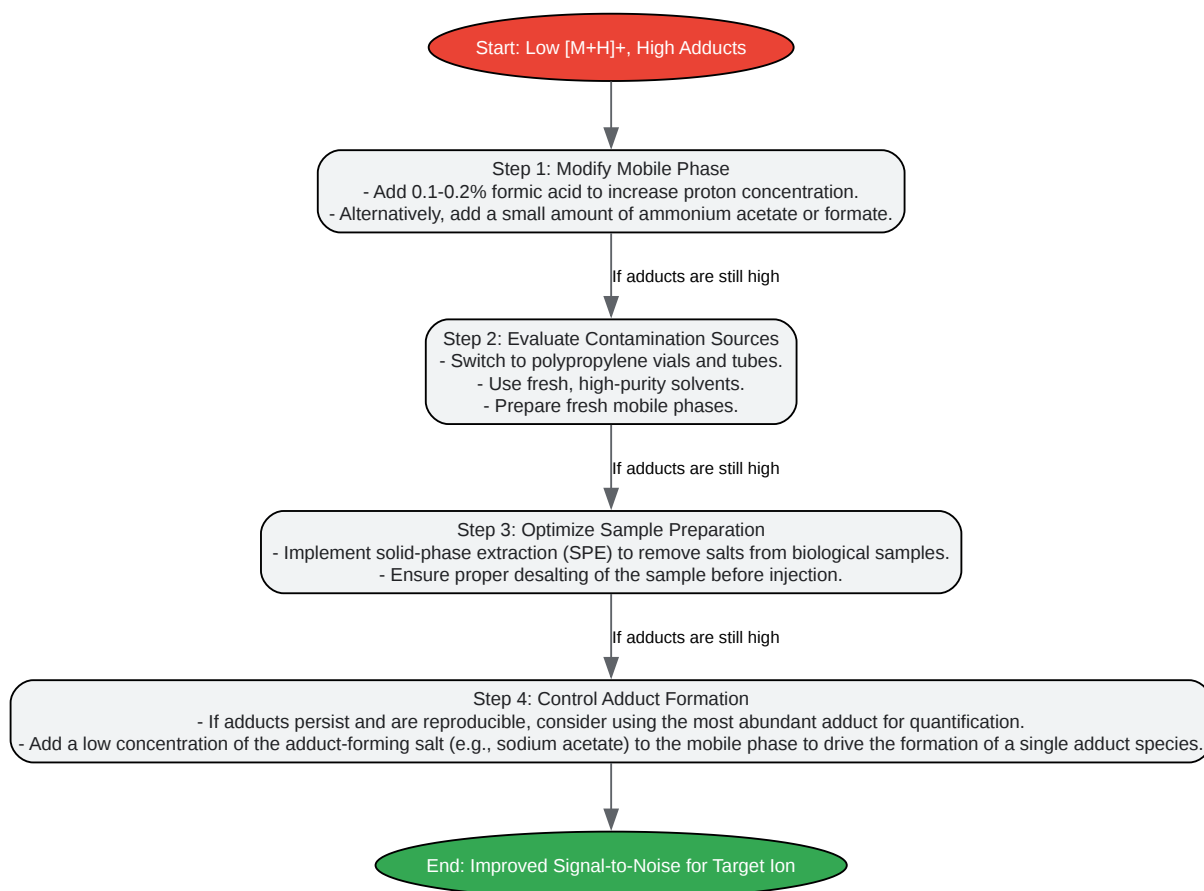 Start: Low [M+H]+, High Adducts
Step 1: Modify Mobile Phase
- Add 0.1-0.2% formic acid to increase proton concentration.
- Alternatively, add a small amount of ammonium acetate or formate.
If adducts are still high
Step 2: Evaluate Contamination Sources
- Switch to polypropylene vials and tubes.
- Use fresh, high-purity solvents.
- Prepare fresh mobile phases.
If adducts are still high
Step 3: Optimize Sample Preparation
- Implement solid-phase extraction (SPE) to remove salts from biological samples.
- Ensure proper desalting of the sample before injection.
If adducts are still high
Step 4: Control Adduct Formation
- If adducts persist and are reproducible, consider using the most abundant adduct for quantification.
- Add a low concentration of the adduct-forming salt (e.g., sodium acetate) to the mobile phase to drive the formation of a single adduct species.
End: Improved Signal-to-Noise for Target Ion